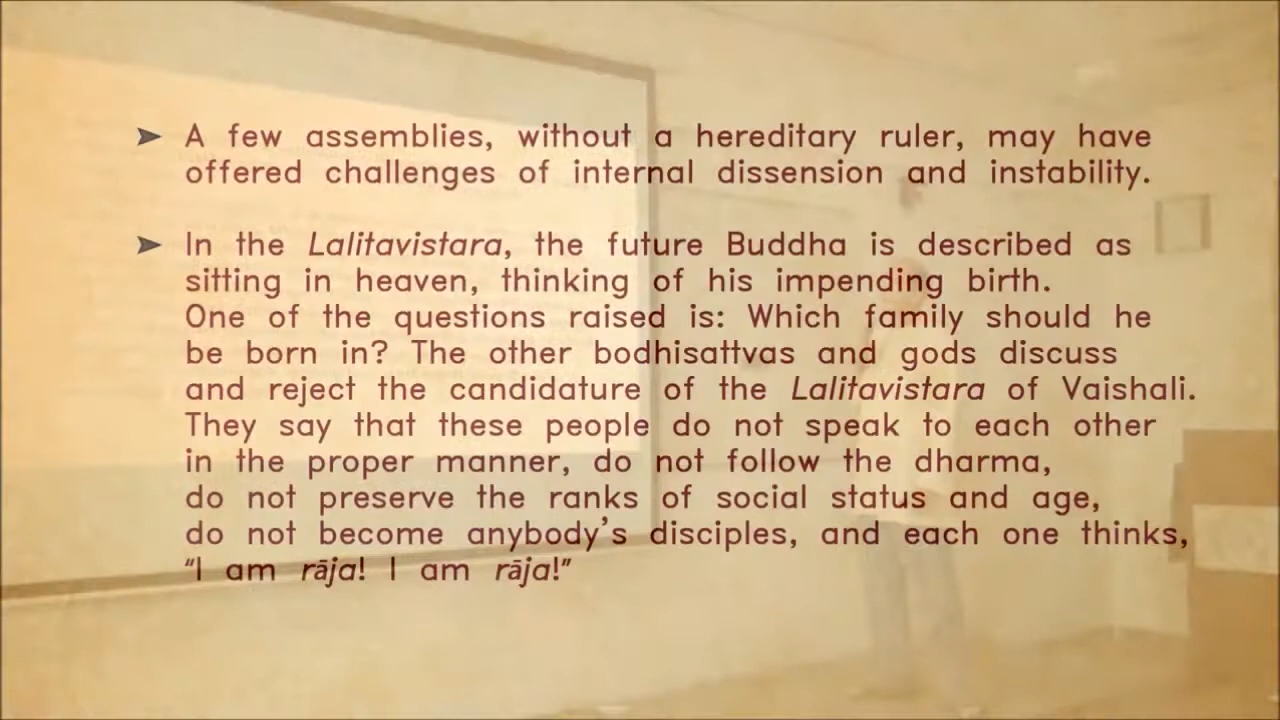 ➤ A few assemblies, without a hereditary ruler, may have
offered challenges of internal dissension and instability.
➤ In the Lalitavistara, the future Buddha is described as
sitting in heaven, thinking of his impending birth.
One of the questions raised is: Which family should he
be born in? The other bodhisattvas and gods discuss
and reject the candidature of the Lalitavistara of Vaishali.
They say that these people do not speak to each other
in the proper manner, do not follow the dharma,
do not preserve the ranks of social status and age,
do not become anybody’s disciples, and each one thinks,
“I am rāja! I am rāja!”